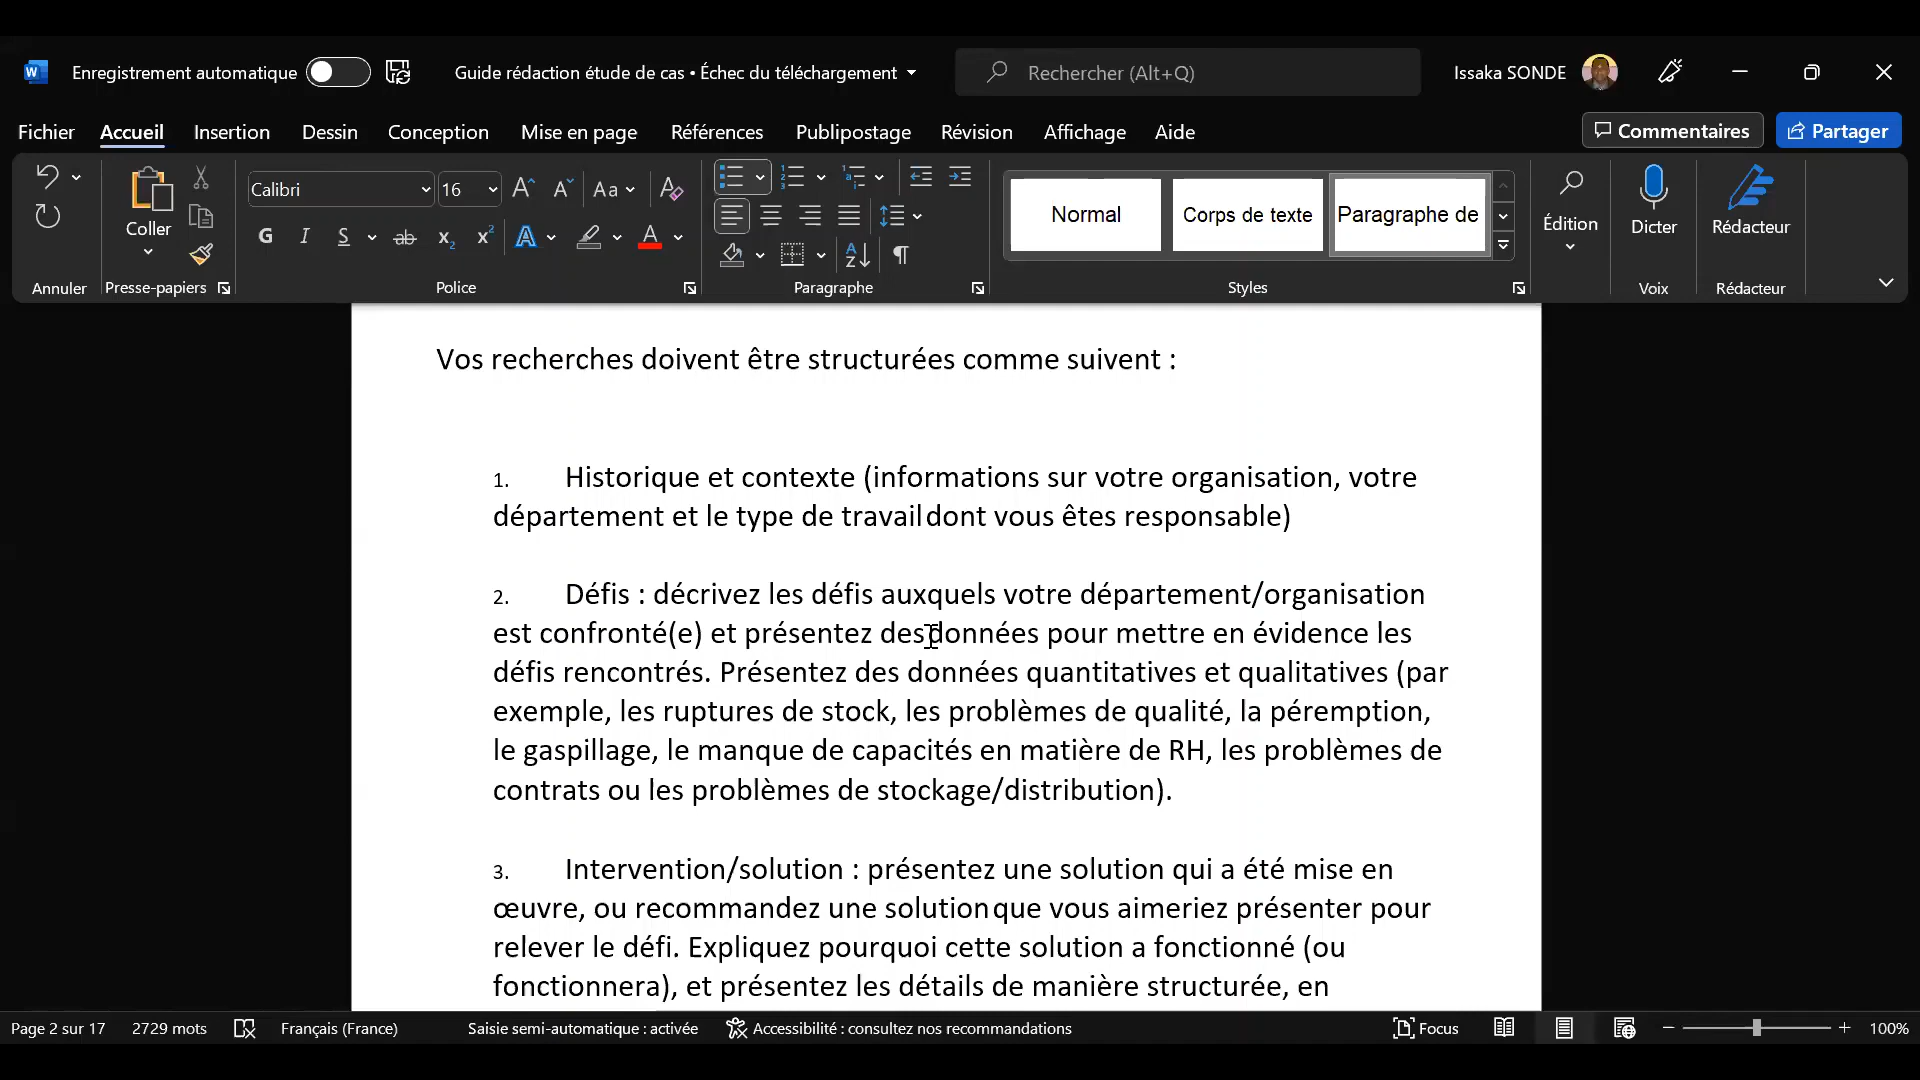 Enregistrement automatique
Guide rédaction étude de cas • Échec du téléchargement
Rechercher (Alt+Q)
Issaka SONDE
Fichier Accueil Insertion Dessin Conception Mise en page Références Publipostage Révision Affichage Aide
Commentaires
Partager
Coller
Calibri 16
Aa
G I S ab
Normal
Corps de texte
Paragraphe de
Édition
Dicter
Rédacteur
Annuler Presse-papiers Police Paragraphe Styles Voix Rédacteur
Vos recherches doivent être structurées comme suivent :
1. Historique et contexte (informations sur votre organisation, votre
département et le type de travail dont vous êtes responsable)
2. Défis : décrivez les défis auxquels votre département/organisation
est confronté(e) et présentez des données pour mettre en évidence les
défis rencontrés. Présentez des données quantitatives et qualitatives (par
exemple, les ruptures de stock, les problèmes de qualité, la péremption,
le gaspillage, le manque de capacités en matière de RH, les problèmes de
contrats ou les problèmes de stockage/distribution).
3. Intervention/solution : présentez une solution qui a été mise en
œuvre, ou recommandez une solution que vous aimeriez présenter pour
relever le défi. Expliquez pourquoi cette solution a fonctionné (ou
fonctionnera), et présentez les détails de manière structurée, en
Page 2 sur 17 2729 mots Français (France) Saisie semi-automatique : activée Accessibilité : consultez nos recommandations Focus 100%